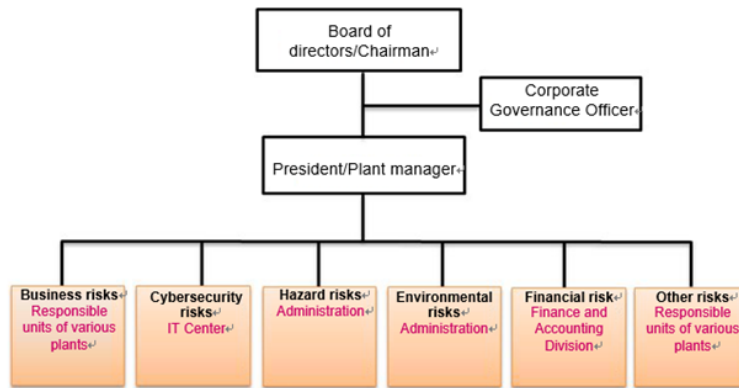 Board of
directors/Chairman↵
Corporate
Governance Officer↵
President/Plant manager↵
Business risks↵
Responsible
units of various
plants↵
Cybersecurity
risks↵
IT Center↵
Hazard risks↵
Administration↵
Environmental
risks↵
Administration↵
Financial risk↵
Finance and
Accounting
Division↵
Other risks↵
Responsible
units of various
plants↵